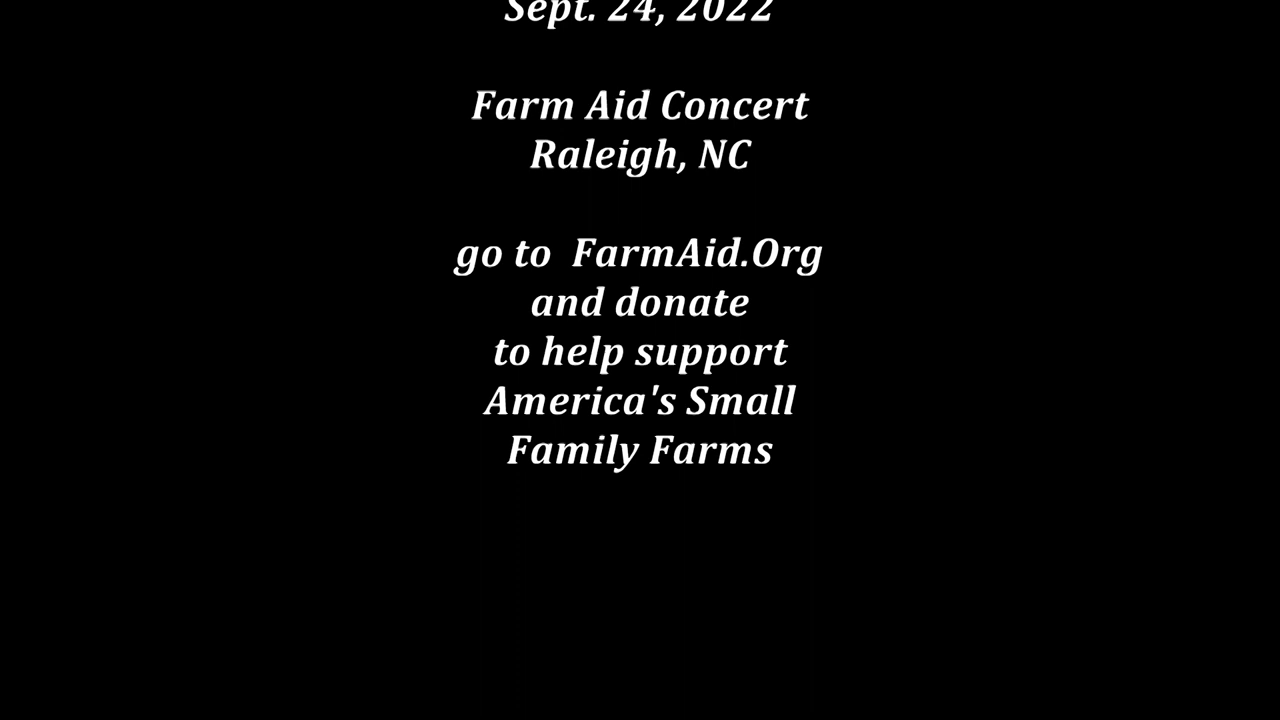 Sept. 24, 2022
Farm Aid Concert
Raleigh, NC
go to  FarmAid.Org
and donate
to help support
America's Small
Family Farms